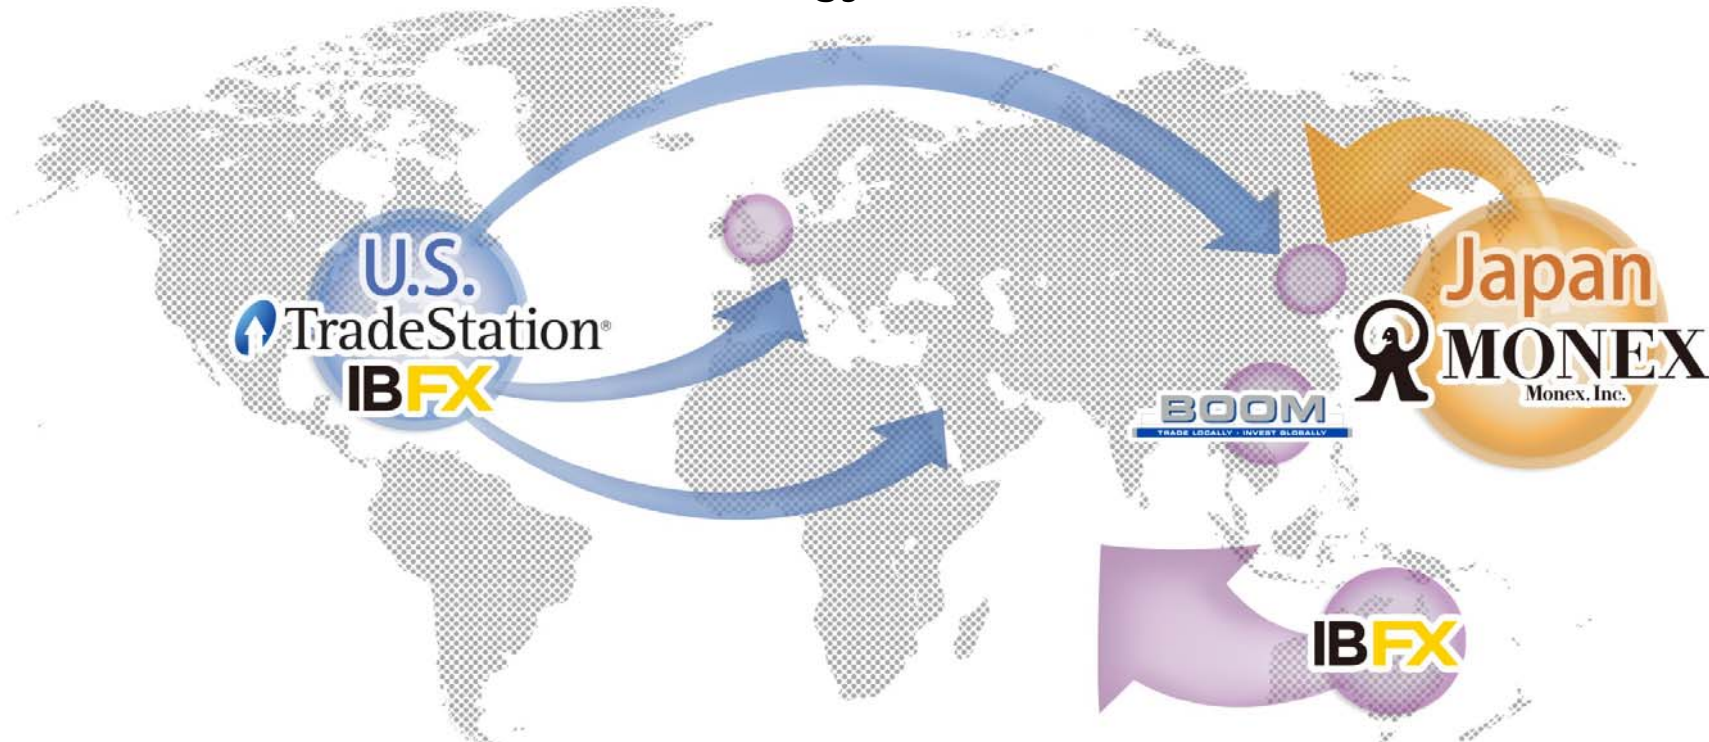 U.S.
TradeStation®
IBFX
Japan
MONEX
Monex, Inc.
BOOM
TRADE LOCALLY - INVEST GLOBALLY
IBFX